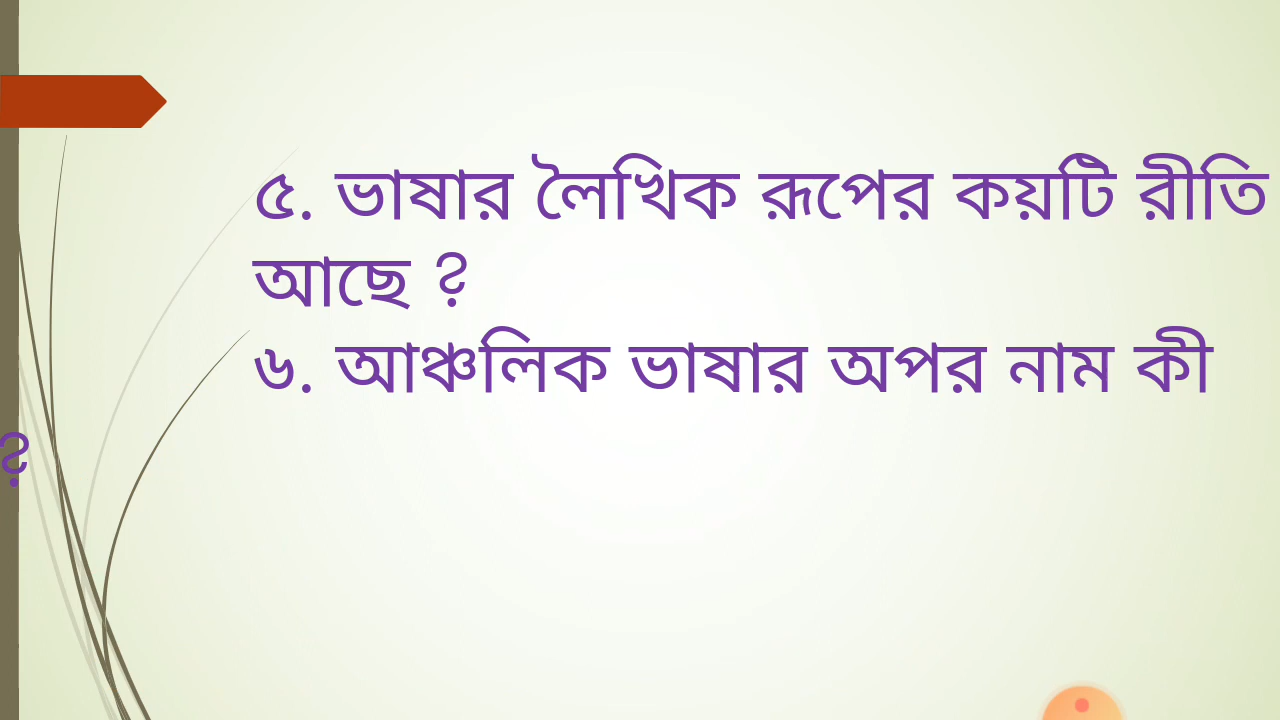 ৫. ভাষার লৈখিক রূপের কয়টি রীতি
আছে ?
৬. আঞ্চলিক ভাষার অপর নাম কী
?